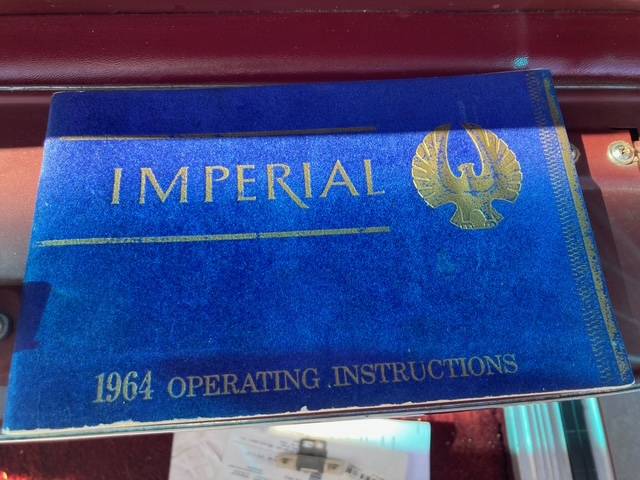 IMPERIAL
1964 OPERATING INSTRUCTIONS